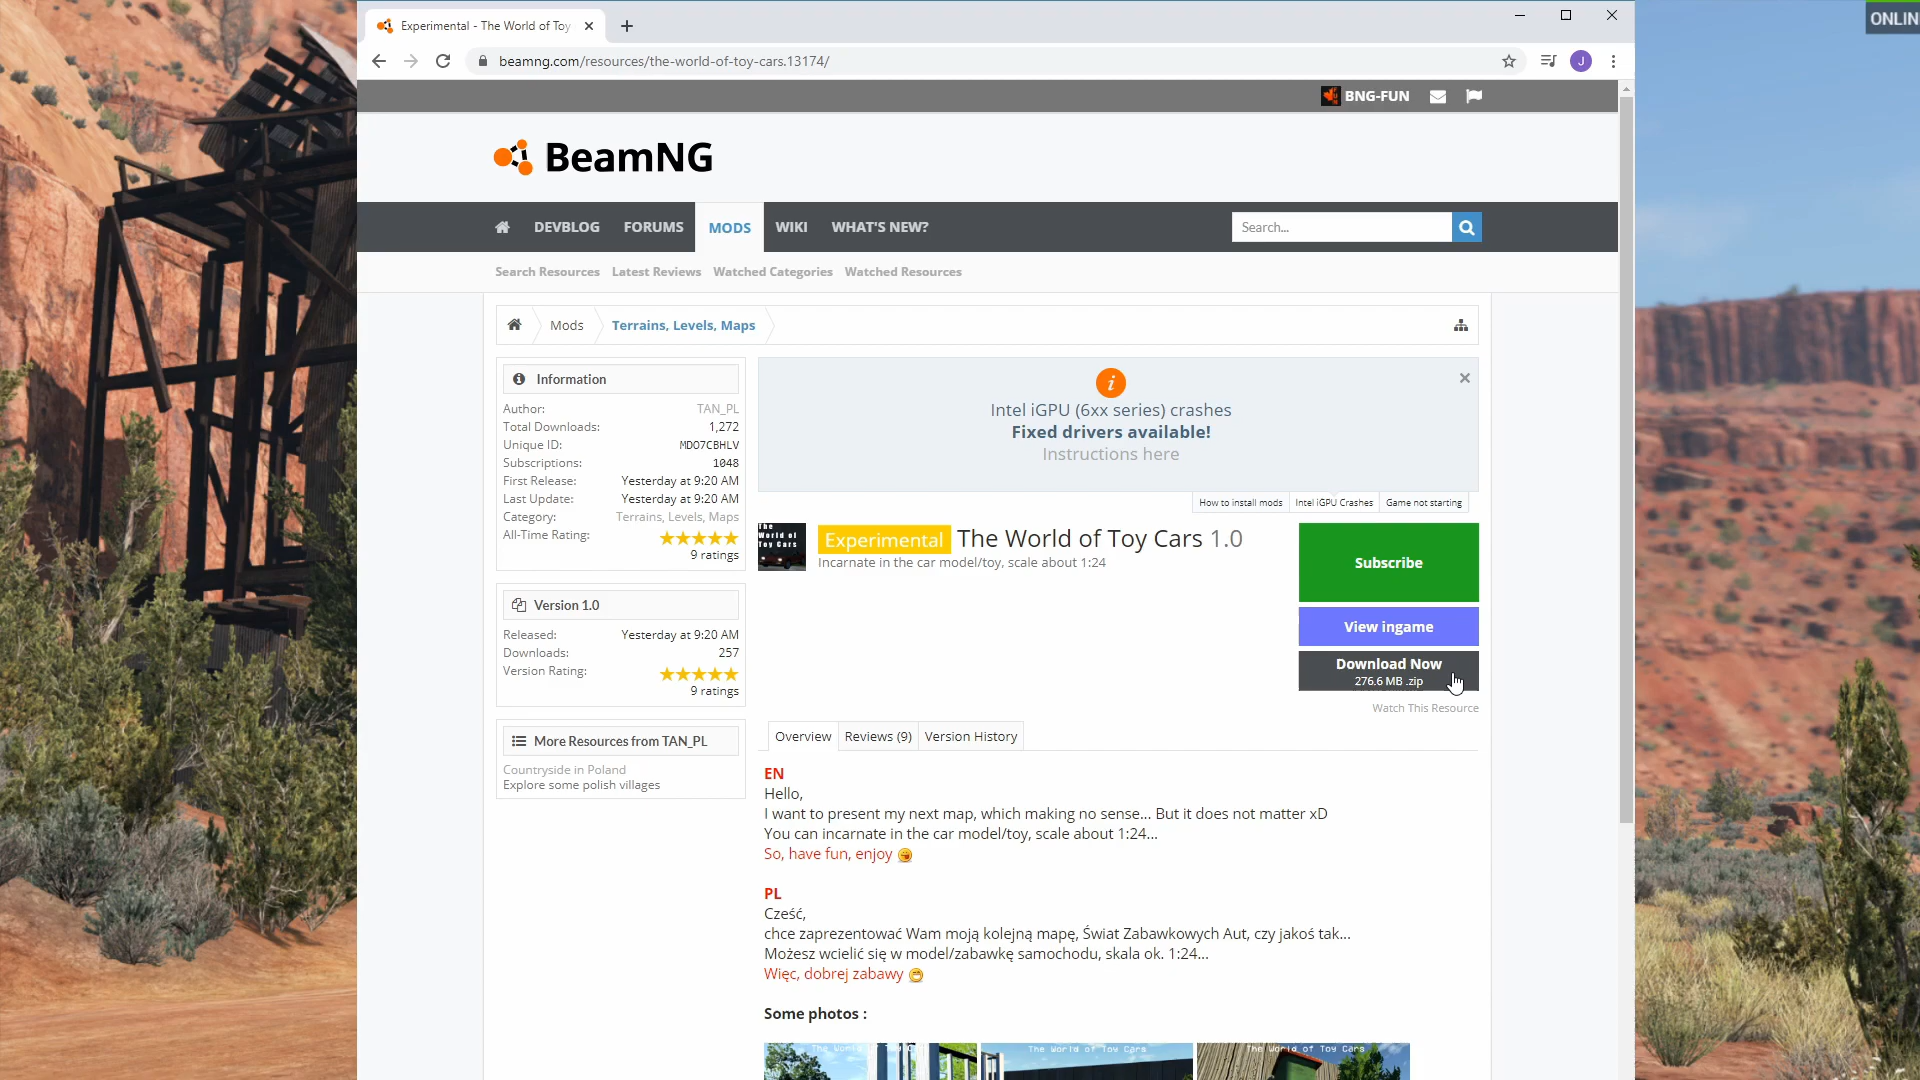 ONLIN
Experimental - The World of Toy
beamng.com/resources/the-world-of-toy-cars.13174/
J
BNG-FUN
BeamNG
DEVBLOG FORUMS MODS WIKI WHAT'S NEW?
Search...
Search Resources Latest Reviews Watched Categories Watched Resources
Mods Terrains, Levels, Maps
Information
Author: TAN_PL
Total Downloads: 1,272
Unique ID: MDO7CBHLV
Subscriptions: 1048
First Release: Yesterday at 9:20 AM
Last Update: Yesterday at 9:20 AM
Category: Terrains, Levels, Maps
All-Time Rating:
9 ratings
Version 1.0
Released: Yesterday at 9:20 AM
Downloads: 257
Version Rating:
9 ratings
More Resources from TAN_PL
Countryside in Poland
Explore some polish villages
Intel iGPU (6xx series) crashes
Fixed drivers available!
Instructions here
How to install mods Intel iGPU Crashes Game not starting
The
World of
Toy Cars
Experimental The World of Toy Cars 1.0
Incarnate in the car model/toy, scale about 1:24
Subscribe
View ingame
Download Now
276.6 MB .zip
Watch This Resource
Overview Reviews (9) Version History
EN
Hello,
I want to present my next map, which making no sense... But it does not matter xD
You can incarnate in the car model/toy, scale about 1:24...
So, have fun, enjoy
PL
Cześć,
chce zaprezentować Wam moją kolejną mapę, Świat Zabawkowych Aut, czy jakoś tak...
Możesz wcielić się w model/zabawkę samochodu, skala ok. 1:24...
Więc, dobrej zabawy
Some photos :
The World of Toy Cars
The World of Toy Cars